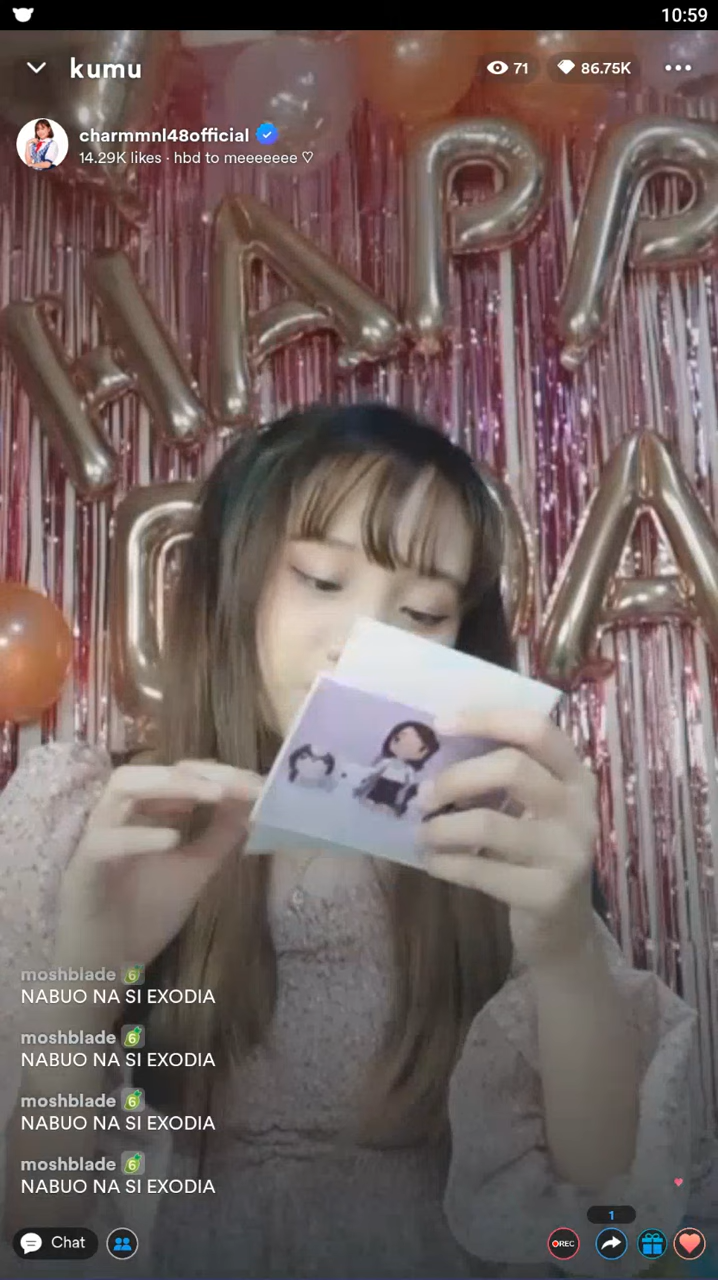 10:59
kumu
71
86.75K
charmmnl48official
14.29K likes · hbd to meeeeeee ♡
HAPP
DA
moshblade 6
NABUO NA SI EXODIA
moshblade 6
NABUO NA SI EXODIA
moshblade 6
NABUO NA SI EXODIA
moshblade 6
NABUO NA SI EXODIA
1
Chat
REC